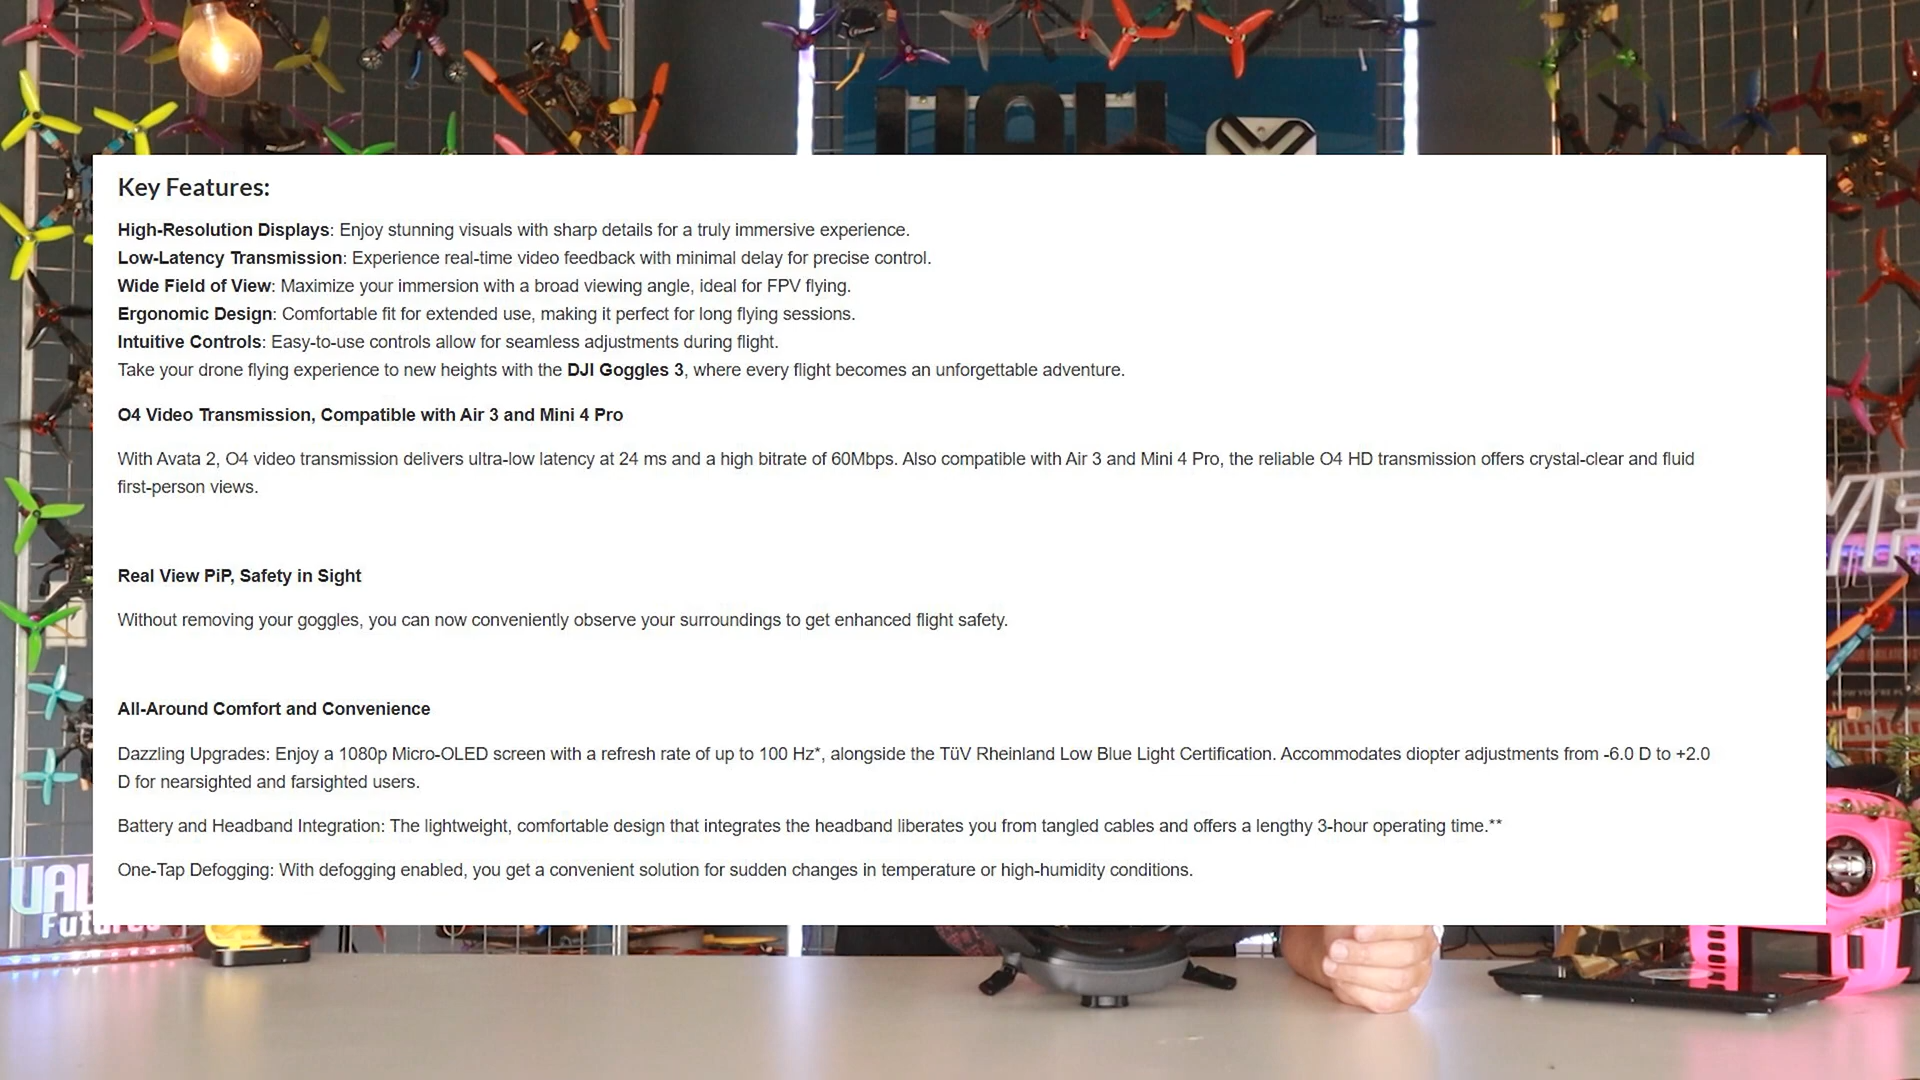 Key Features:
High-Resolution Displays: Enjoy stunning visuals with sharp details for a truly immersive experience.
Low-Latency Transmission: Experience real-time video feedback with minimal delay for precise control.
Wide Field of View: Maximize your immersion with a broad viewing angle, ideal for FPV flying.
Ergonomic Design: Comfortable fit for extended use, making it perfect for long flying sessions.
Intuitive Controls: Easy-to-use controls allow for seamless adjustments during flight.
Take your drone flying experience to new heights with the DJI Goggles 3, where every flight becomes an unforgettable adventure.
O4 Video Transmission, Compatible with Air 3 and Mini 4 Pro
With Avata 2, O4 video transmission delivers ultra-low latency at 24 ms and a high bitrate of 60Mbps. Also compatible with Air 3 and Mini 4 Pro, the reliable O4 HD transmission offers crystal-clear and fluid
first-person views.
Real View PiP, Safety in Sight
Without removing your goggles, you can now conveniently observe your surroundings to get enhanced flight safety.
All-Around Comfort and Convenience
Dazzling Upgrades: Enjoy a 1080p Micro-OLED screen with a refresh rate of up to 100 Hz*, alongside the TüV Rheinland Low Blue Light Certification. Accommodates diopter adjustments from -6.0 D to +2.0
D for nearsighted and farsighted users.
Battery and Headband Integration: The lightweight, comfortable design that integrates the headband liberates you from tangled cables and offers a lengthy 3-hour operating time.**
One-Tap Defogging: With defogging enabled, you get a convenient solution for sudden changes in temperature or high-humidity conditions.